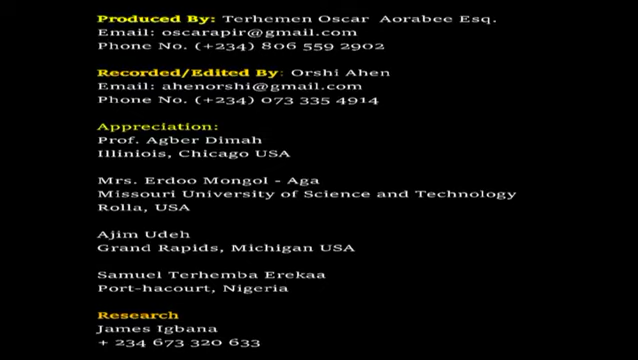 Produced By: Terhemen Oscar Aorabee Esq.
Email: oscarapir@gmail.com
Phone No. (+234) 806 559 2902
Recorded/Edited By: Orshi Ahen
Email: ahenorshi@gmail.com
Phone No. (+234) 073 335 4914
Appreciation:
Prof. Agber Dimah
Illiniois, Chicago USA
Mrs. Erdoo Mongol - Aga
Missouri University of Science and Technology
Rolla, USA
Ajim Udeh
Grand Rapids, Michigan USA
Samuel Terhemba Erekaa
Port-hacourt, Nigeria
Research
James Igbana
+ 234 673 320 633